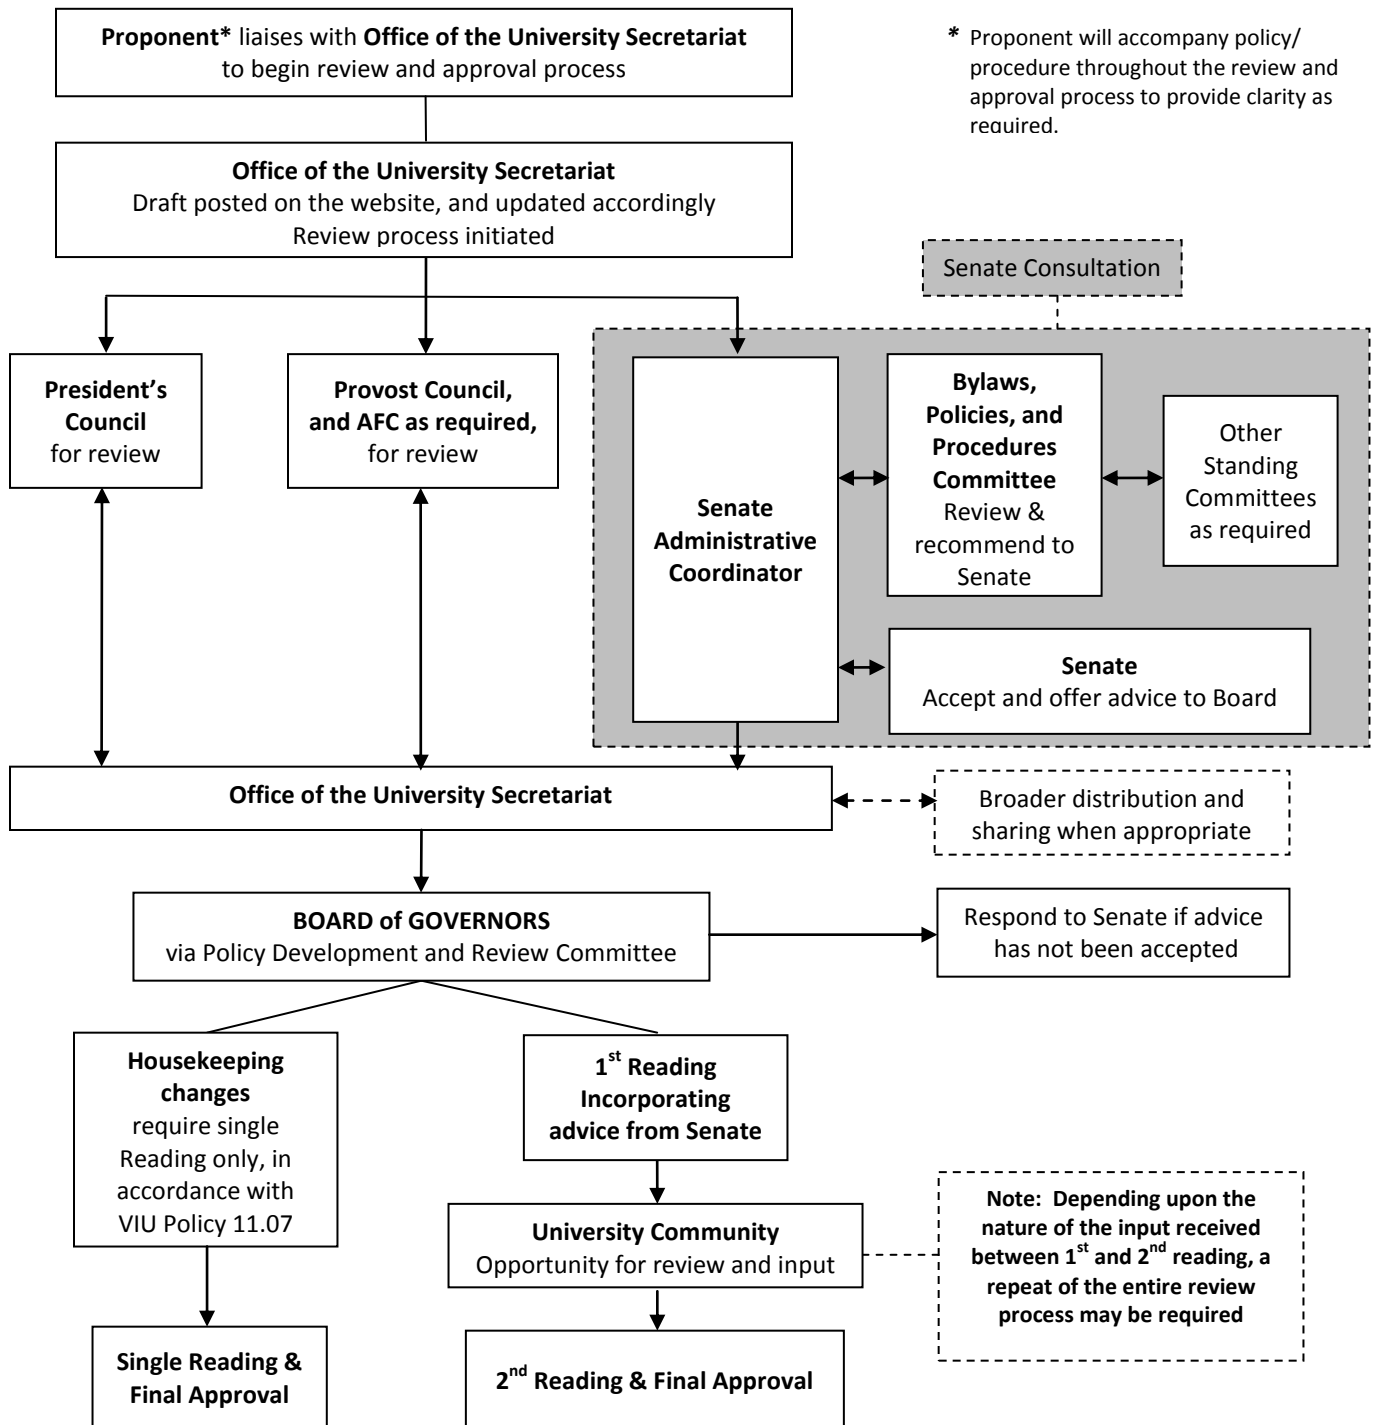 Proponent* liaises with Office of the University Secretariat
to begin review and approval process
* Proponent will accompany policy/
procedure throughout the review and
approval process to provide clarity as
required.
Office of the University Secretariat
Draft posted on the website, and updated accordingly
Review process initiated
Senate Consultation
President's
Council
for review
Provost Council,
and AFC as required,
for review
Senate
Administrative
Coordinator
Bylaws,
Policies, and
Procedures
Committee
Review &
recommend to
Senate
Other
Standing
Committees
as required
Senate
Accept and offer advice to Board
Office of the University Secretariat
Broader distribution and
sharing when appropriate
BOARD of GOVERNORS
via Policy Development and Review Committee
Respond to Senate if advice
has not been accepted
Housekeeping
changes
require single
Reading only, in
accordance with
VIU Policy 11.07
1st Reading
Incorporating
advice from Senate
University Community
Opportunity for review and input
Note: Depending upon the
nature of the input received
between 1st and 2nd reading, a
repeat of the entire review
process may be required
Single Reading &
Final Approval
2nd Reading & Final Approval